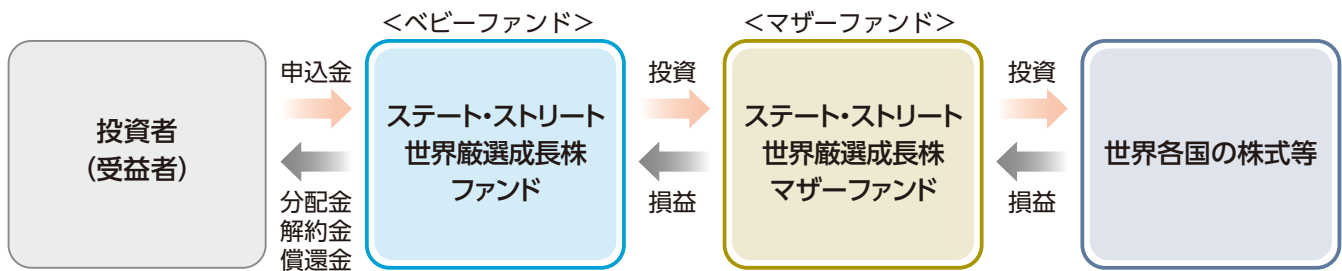 <ベビーファンド>
<マザーファンド>
投資者
(受益者)
申込金
分配金
解約金
償還金
ステート・ストリート
世界厳選成長株
ファンド
投資
損益
ステート・ストリート
世界厳選成長株
マザーファンド
投資
損益
世界各国の株式等